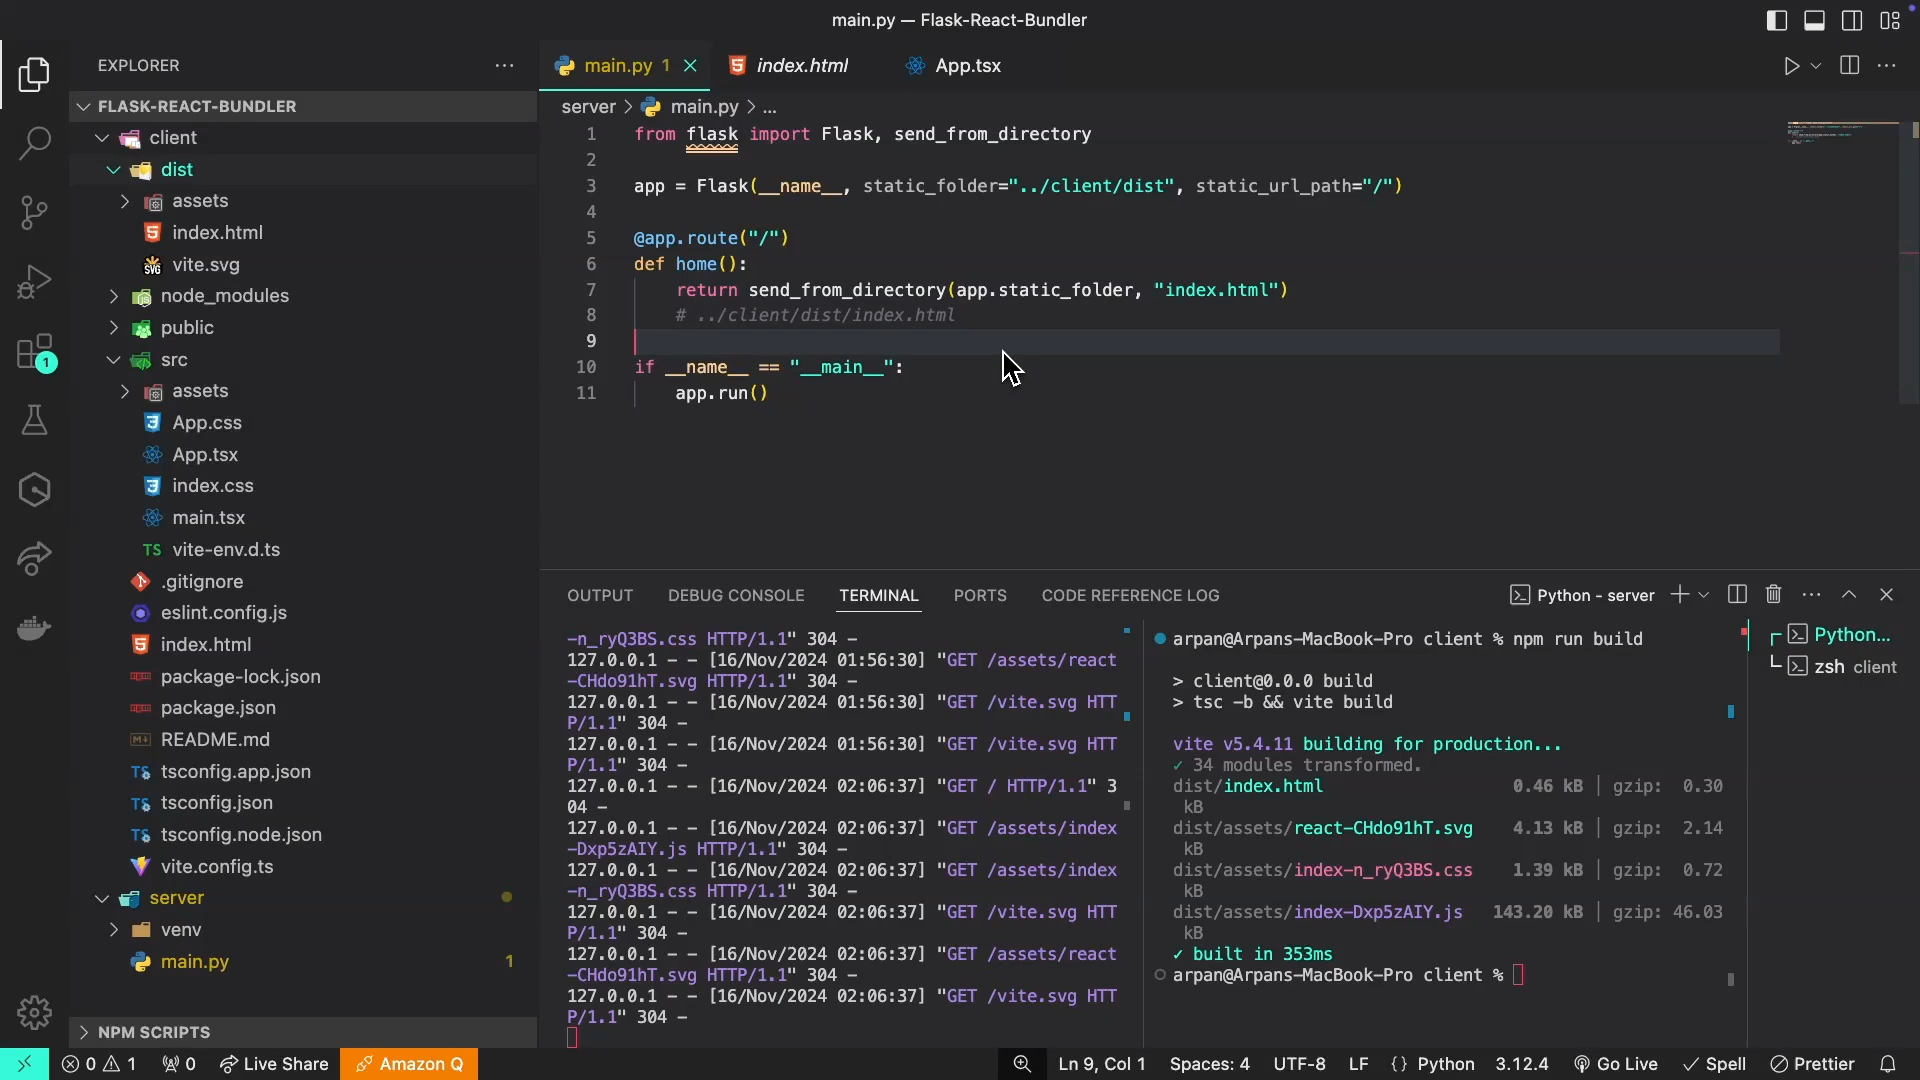 main.py — Flask-React-Bundler
EXPLORER
FLASK-REACT-BUNDLER
client
dist
assets
index.html
vite.svg
node_modules
public
src
assets
App.css
App.tsx
index.css
main.tsx
TS vite-env.d.ts
.gitignore
eslint.config.js
index.html
package-lock.json
package.json
README.md
tsconfig.app.json
tsconfig.json
tsconfig.node.json
vite.config.ts
server
venv
main.py 1
NPM SCRIPTS
1
main.py 1
index.html
App.tsx
server > main.py > ...
1 from flask import Flask, send_from_directory
2
3 app = Flask(__name__, static_folder="../client/dist", static_url_path="/")
4
5 @app.route("/")
6 def home():
7 return send_from_directory(app.static_folder, "index.html")
8 # ../client/dist/index.html
9
10 if __name__ == "__main__":
11 app.run()
OUTPUT DEBUG CONSOLE TERMINAL PORTS CODE REFERENCE LOG
Python - server
-n_ryQ3BS.css HTTP/1.1" 304 -
127.0.0.1 - - [16/Nov/2024 01:56:30] "GET /assets/react
-CHdo91hT.svg HTTP/1.1" 304 -
127.0.0.1 - - [16/Nov/2024 01:56:30] "GET /vite.svg HTT
P/1.1" 304 -
127.0.0.1 - - [16/Nov/2024 01:56:30] "GET /vite.svg HTT
P/1.1" 304 -
127.0.0.1 - - [16/Nov/2024 02:06:37] "GET / HTTP/1.1" 3
04 -
127.0.0.1 - - [16/Nov/2024 02:06:37] "GET /assets/index
-Dxp5zAIY.js HTTP/1.1" 304 -
127.0.0.1 - - [16/Nov/2024 02:06:37] "GET /assets/index
-n_ryQ3BS.css HTTP/1.1" 304 -
127.0.0.1 - - [16/Nov/2024 02:06:37] "GET /vite.svg HTT
P/1.1" 304 -
127.0.0.1 - - [16/Nov/2024 02:06:37] "GET /assets/react
-CHdo91hT.svg HTTP/1.1" 304 -
127.0.0.1 - - [16/Nov/2024 02:06:37] "GET /vite.svg HTT
P/1.1" 304 -
arpan@Arpans-MacBook-Pro client % npm run build
> client@0.0.0 build
> tsc -b && vite build
vite v5.4.11 building for production...
✓ 34 modules transformed.
dist/index.html 0.46 kB | gzip: 0.30
kB
dist/assets/react-CHdo91hT.svg 4.13 kB | gzip: 2.14
kB
dist/assets/index-n_ryQ3BS.css 1.39 kB | gzip: 0.72
kB
dist/assets/index-Dxp5zAIY.js 143.20 kB | gzip: 46.03
kB
✓ built in 353ms
arpan@Arpans-MacBook-Pro client %
Python...
zsh client
0 1 0 Live Share Amazon Q Ln 9, Col 1 Spaces: 4 UTF-8 LF {} Python 3.12.4 Go Live Spell Prettier